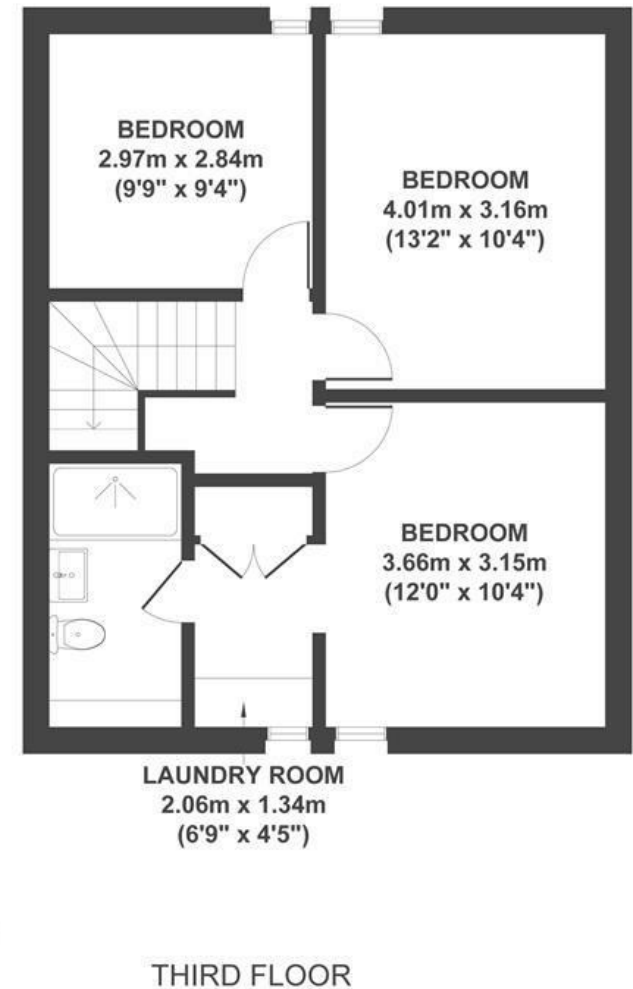 BEDROOM
2.97m x 2.84m
(9'9" x 9'4")
BEDROOM
4.01m x 3.16m
(13'2" x 10'4")
BEDROOM
3.66m x 3.15m
(12'0" x 10'4")
LAUNDRY ROOM
2.06m x 1.34m
(6'9" x 4'5")
THIRD FLOOR